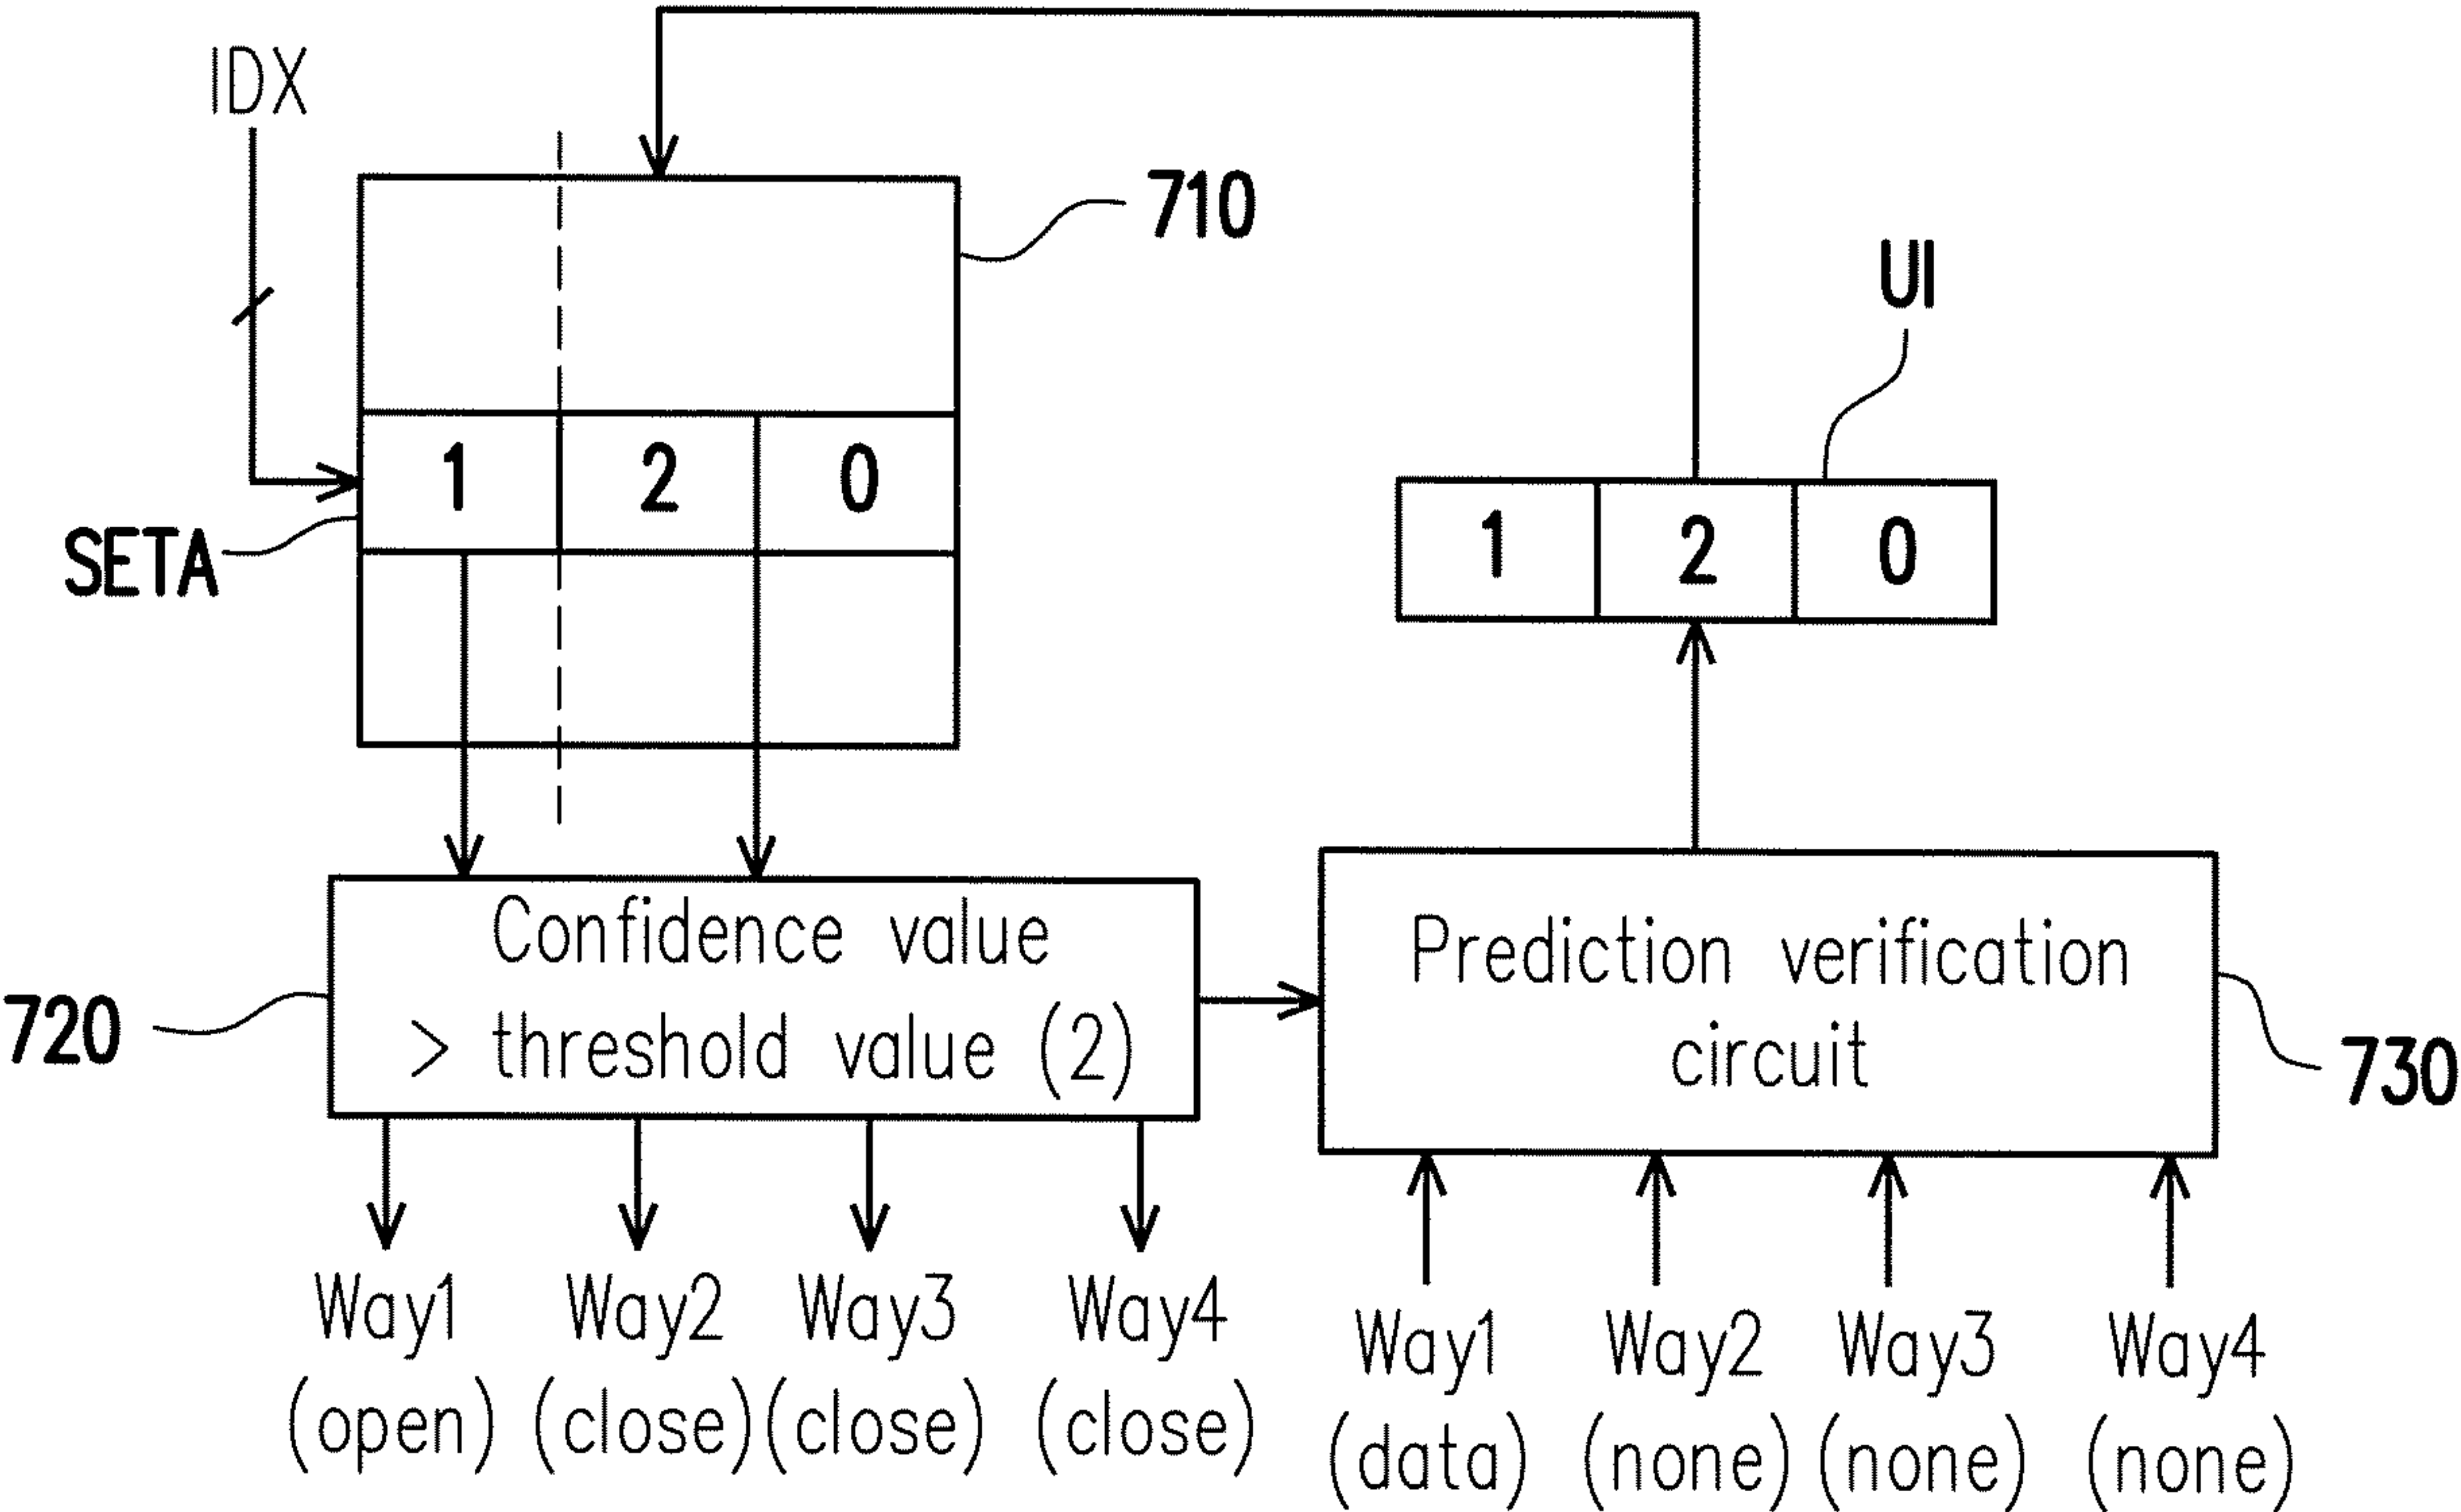 IDX
710
UI
1 2 0
SETA
1 2 0
Confidence value
> threshold value (2)
720
Prediction verification
circuit
730
Way1 Way2 Way3 Way4
(open) (close) (close) (close)
Way1 Way2 Way3 Way4
(data) (none) (none) (none)